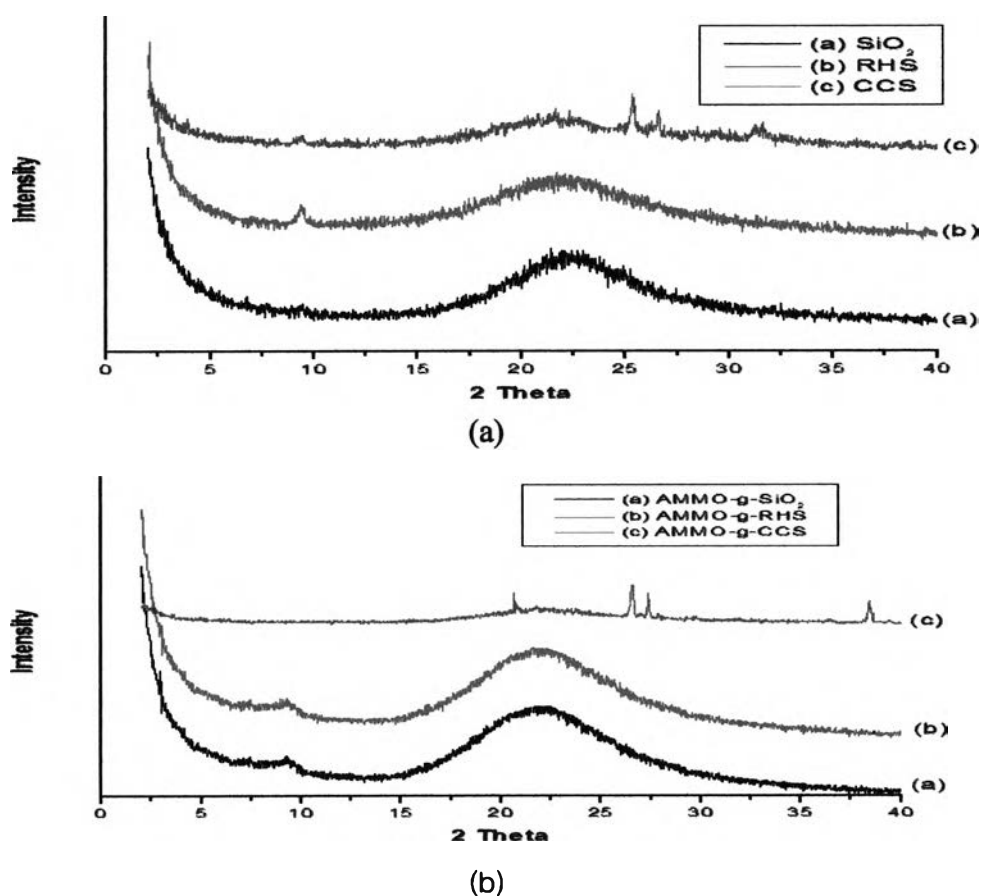 (a) SiO₂
(b) RHS
(c) CCS
Intensity
(c)
(b)
(a)
0 5 10 15 20 25 30 35 40
2 Theta
(a)
(a) AMMO-g-SiO₂
(b) AMMO-g-RHS
(c) AMMO-g-CCS
Intensity
(c)
(b)
(a)
0 5 10 15 20 25 30 35 40
2 Theta
(b)